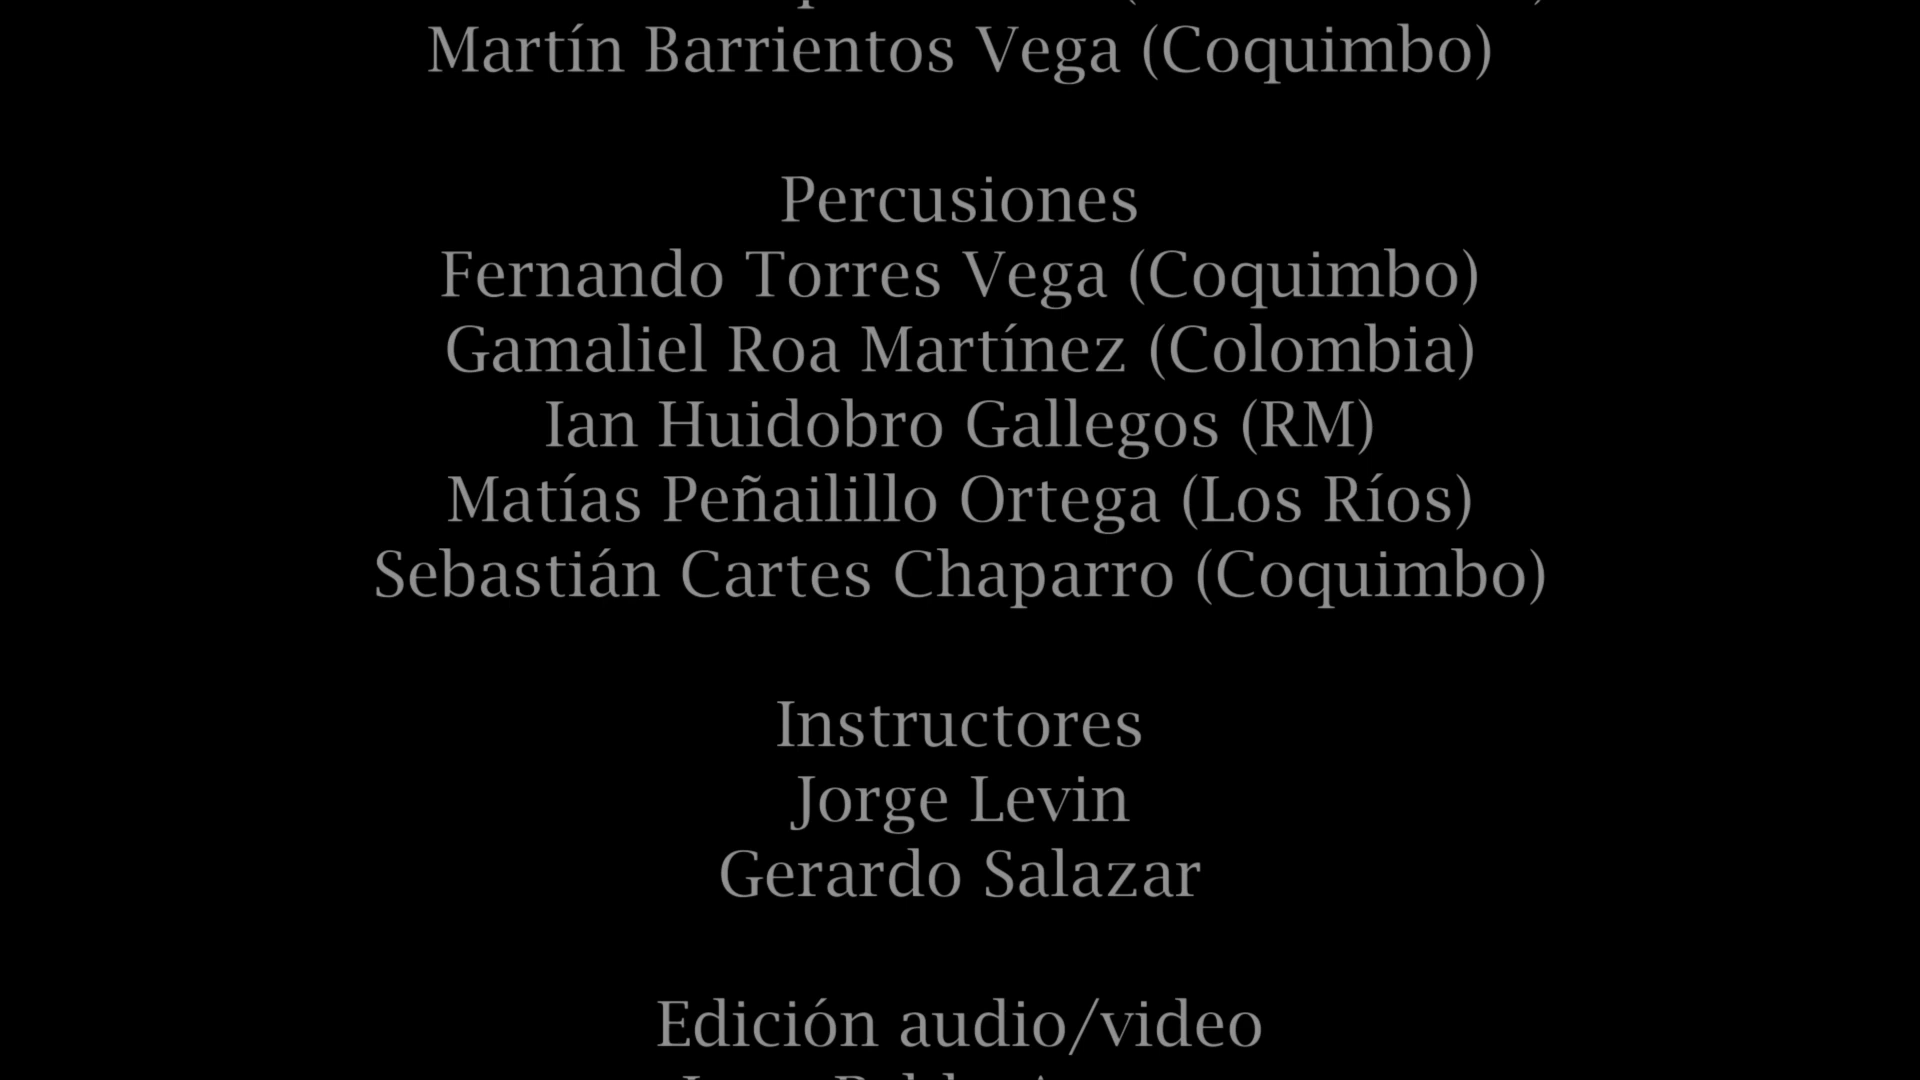 Martín Barrientos Vega (Coquimbo)
Percusiones
Fernando Torres Vega (Coquimbo)
Gamaliel Roa Martínez (Colombia)
Ian Huidobro Gallegos (RM)
Matías Peñailillo Ortega (Los Ríos)
Sebastián Cartes Chaparro (Coquimbo)
Instructores
Jorge Levin
Gerardo Salazar
Edición audio/video